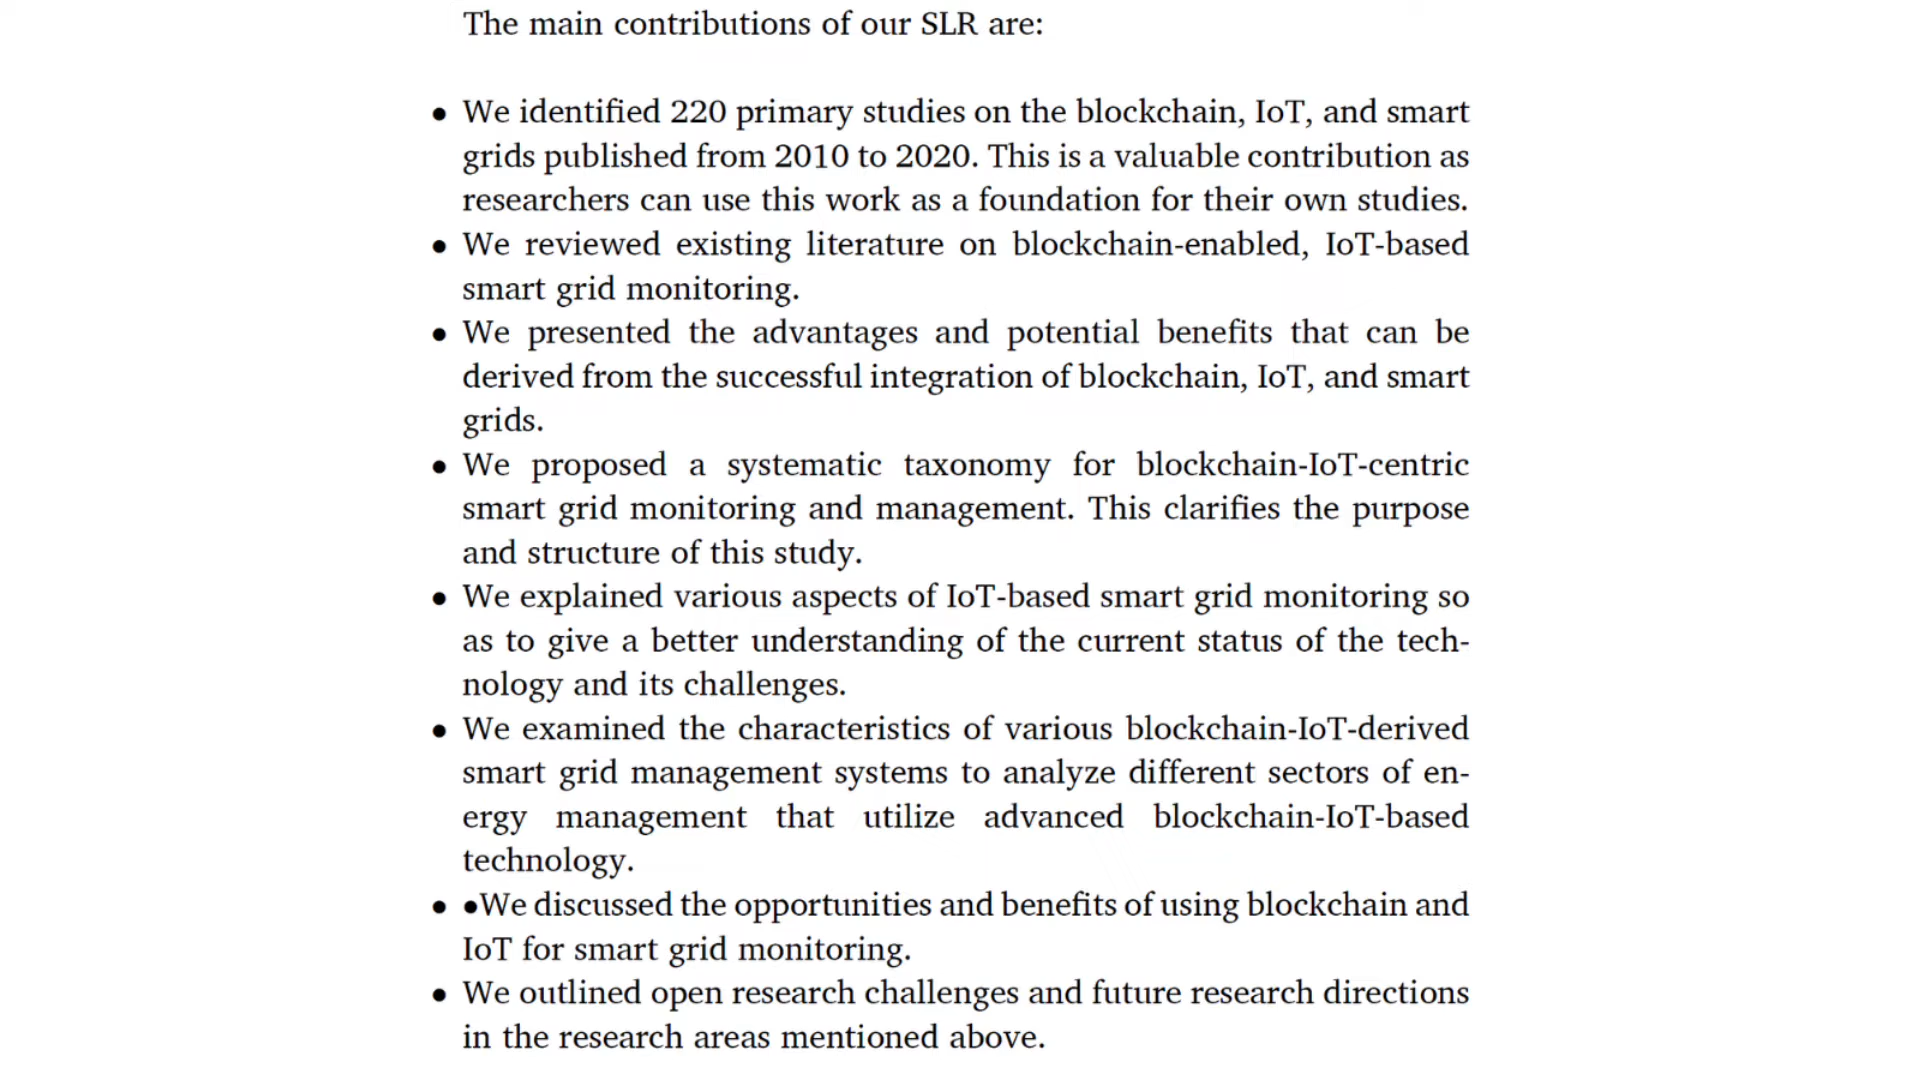 The main contributions of our SLR are:
● We identified 220 primary studies on the blockchain, IoT, and smart
grids published from 2010 to 2020. This is a valuable contribution as
researchers can use this work as a foundation for their own studies.
● We reviewed existing literature on blockchain-enabled, IoT-based
smart grid monitoring.
● We presented the advantages and potential benefits that can be
derived from the successful integration of blockchain, IoT, and smart
grids.
● We proposed a systematic taxonomy for blockchain-IoT-centric
smart grid monitoring and management. This clarifies the purpose
and structure of this study.
● We explained various aspects of IoT-based smart grid monitoring so
as to give a better understanding of the current status of the tech-
nology and its challenges.
● We examined the characteristics of various blockchain-IoT-derived
smart grid management systems to analyze different sectors of en-
ergy management that utilize advanced blockchain-IoT-based
technology.
● ●We discussed the opportunities and benefits of using blockchain and
IoT for smart grid monitoring.
● We outlined open research challenges and future research directions
in the research areas mentioned above.